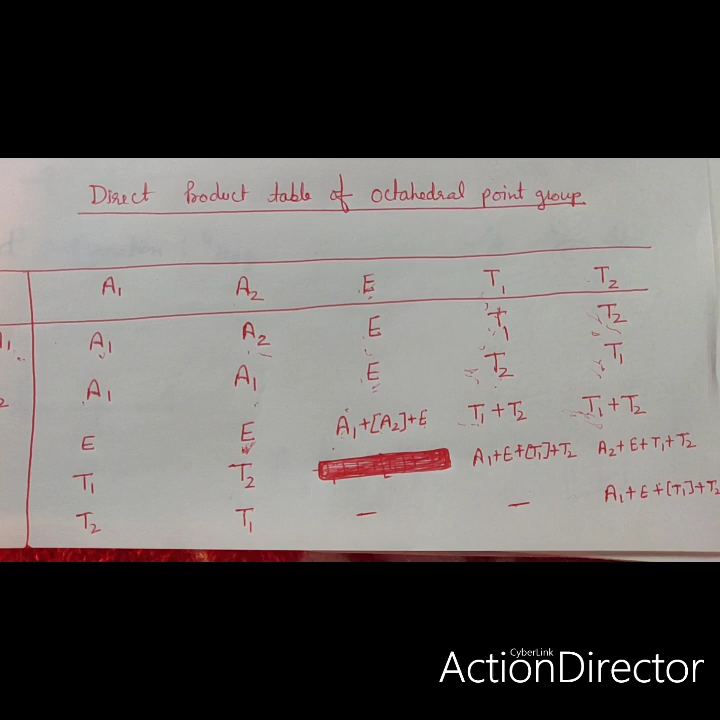 Direct Product table of octahedral point group
A₁ A₂ E T₁ T₂
A₁ A₁ A₂ E T₁ T₂
2 A₁ A₁ E T₂ T₁
E E A₁+[A₂]+E T₁+T₂ T₁+T₂
T₁ T₂ A₁+E+[T₁]+T₂ A₂+E+T₁+T₂
T₂ T₁ — — A₁+E+[T₁]+T₂
CyberLink
ActionDirector